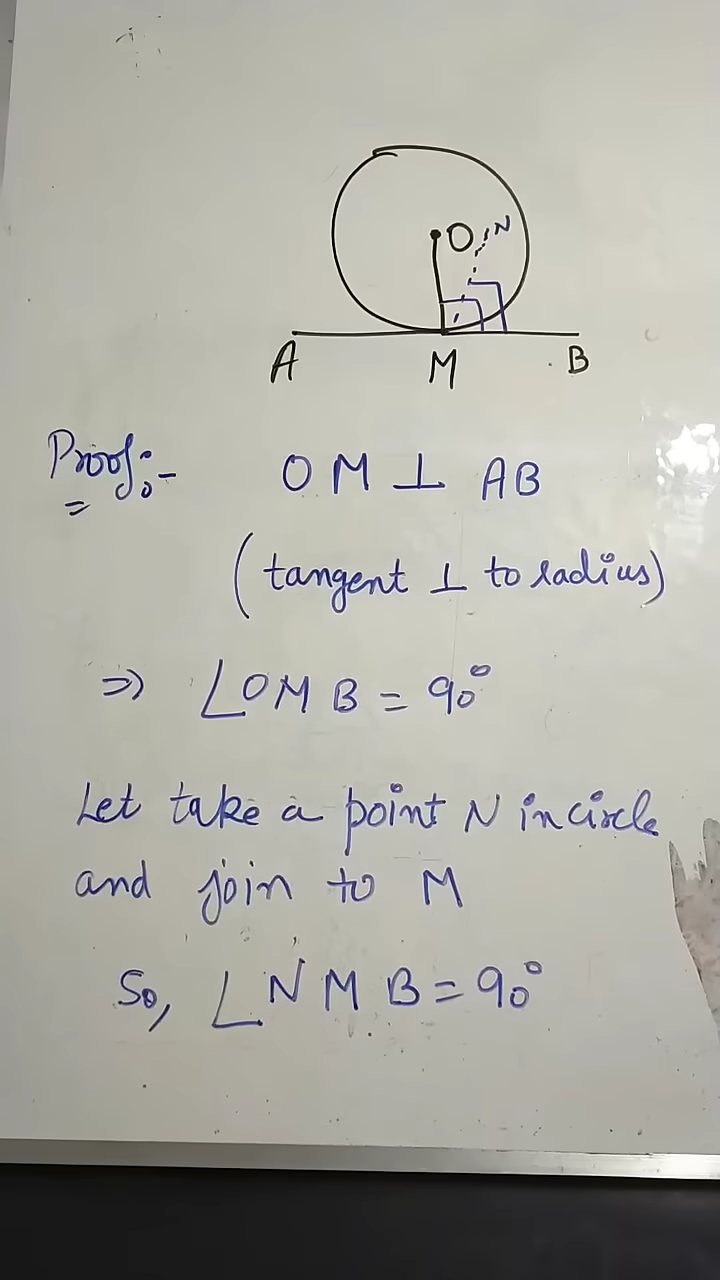 O N
A M B
Proof:-
OM ⊥ AB
(tangent ⊥ to radius)
⇒ ∠OMB = 90°
Let take a point N in circle
and join to M
So, ∠NMB = 90°